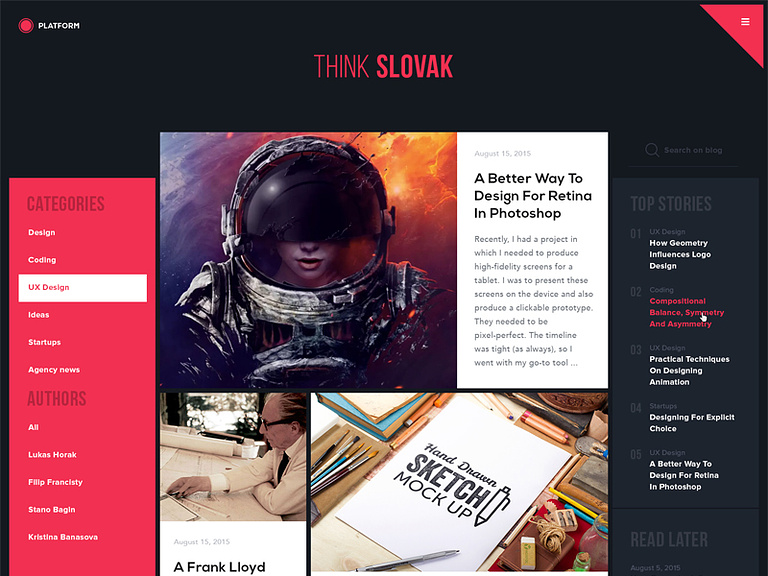 PLATFORM
THINK SLOVAK
Search on blog
CATEGORIES
Design
Coding
UX Design
Ideas
Startups
Agency news
AUTHORS
All
Lukas Horak
Filip Francisty
Stano Bagin
Kristina Banasova
August 15, 2015
A Better Way To
Design For Retina
In Photoshop
Recently, I had a project in
which I needed to produce
high-fidelity screens for a
tablet. I was to present these
screens on the device and also
produce a clickable prototype.
They needed to be
pixel-perfect. The timeline
was tight (as always), so I
went with my go-to tool ...
August 15, 2015
A Frank Lloyd
Hand Drawn
SKETCH
MOCK UP
TOP STORIES
01 UX Design
How Geometry
Influences Logo
Design
02 Coding
Compositional
Balance, Symmetry
And Asymmetry
03 UX Design
Practical Techniques
On Designing
Animation
04 Startups
Designing For Explicit
Choice
05 UX Design
A Better Way To
Design For Retina
In Photoshop
READ LATER
August 5, 2015